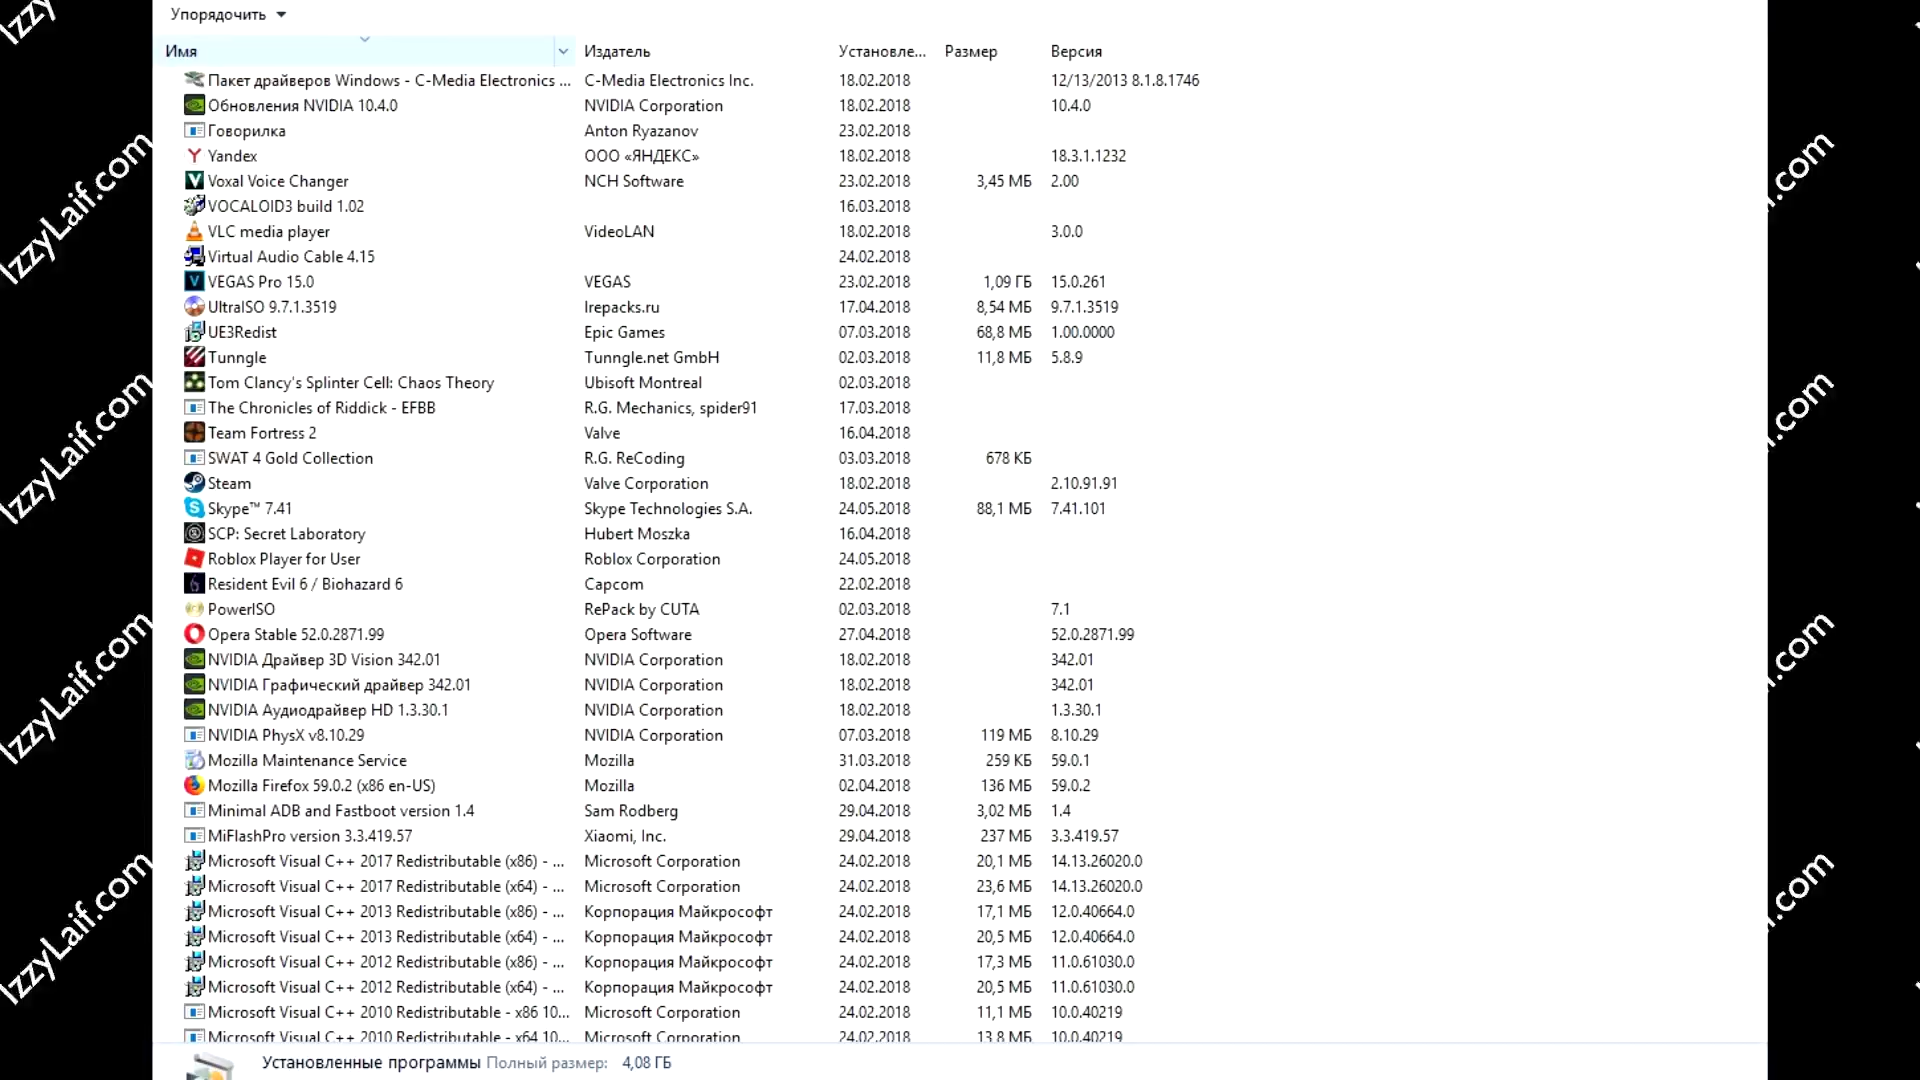 Упорядочить
Имя Издатель Установле... Размер Версия
Пакет драйверов Windows - C-Media Electronics ... C-Media Electronics Inc. 18.02.2018 12/13/2013 8.1.8.1746
Обновления NVIDIA 10.4.0 NVIDIA Corporation 18.02.2018 10.4.0
Говорилка Anton Ryazanov 23.02.2018
Yandex ООО «ЯНДЕКС» 18.02.2018 18.3.1.1232
Voxal Voice Changer NCH Software 23.02.2018 3,45 МБ 2.00
VOCALOID3 build 1.02 16.03.2018
VLC media player VideoLAN 18.02.2018 3.0.0
Virtual Audio Cable 4.15 24.02.2018
VEGAS Pro 15.0 VEGAS 23.02.2018 1,09 ГБ 15.0.261
UltraISO 9.7.1.3519 lrepacks.ru 17.04.2018 8,54 МБ 9.7.1.3519
UE3Redist Epic Games 07.03.2018 68,8 МБ 1.00.0000
Tunngle Tunngle.net GmbH 02.03.2018 11,8 МБ 5.8.9
Tom Clancy's Splinter Cell: Chaos Theory Ubisoft Montreal 02.03.2018
The Chronicles of Riddick - EFBB R.G. Mechanics, spider91 17.03.2018
Team Fortress 2 Valve 16.04.2018
SWAT 4 Gold Collection R.G. ReCoding 03.03.2018 678 КБ
Steam Valve Corporation 18.02.2018 2.10.91.91
Skype™ 7.41 Skype Technologies S.A. 24.05.2018 88,1 МБ 7.41.101
SCP: Secret Laboratory Hubert Moszka 16.04.2018
Roblox Player for User Roblox Corporation 24.05.2018
Resident Evil 6 / Biohazard 6 Capcom 22.02.2018
PowerISO RePack by CUTA 02.03.2018 7.1
Opera Stable 52.0.2871.99 Opera Software 27.04.2018 52.0.2871.99
NVIDIA Драйвер 3D Vision 342.01 NVIDIA Corporation 18.02.2018 342.01
NVIDIA Графический драйвер 342.01 NVIDIA Corporation 18.02.2018 342.01
NVIDIA Аудиодрайвер HD 1.3.30.1 NVIDIA Corporation 18.02.2018 1.3.30.1
NVIDIA PhysX v8.10.29 NVIDIA Corporation 07.03.2018 119 МБ 8.10.29
Mozilla Maintenance Service Mozilla 31.03.2018 259 КБ 59.0.1
Mozilla Firefox 59.0.2 (x86 en-US) Mozilla 02.04.2018 136 МБ 59.0.2
Minimal ADB and Fastboot version 1.4 Sam Rodberg 29.04.2018 3,02 МБ 1.4
MiFlashPro version 3.3.419.57 Xiaomi, Inc. 29.04.2018 237 МБ 3.3.419.57
Microsoft Visual C++ 2017 Redistributable (x86) - ... Microsoft Corporation 24.02.2018 20,1 МБ 14.13.26020.0
Microsoft Visual C++ 2017 Redistributable (x64) - ... Microsoft Corporation 24.02.2018 23,6 МБ 14.13.26020.0
Microsoft Visual C++ 2013 Redistributable (x86) - ... Корпорация Майкрософт 24.02.2018 17,1 МБ 12.0.40664.0
Microsoft Visual C++ 2013 Redistributable (x64) - ... Корпорация Майкрософт 24.02.2018 20,5 МБ 12.0.40664.0
Microsoft Visual C++ 2012 Redistributable (x86) - ... Корпорация Майкрософт 24.02.2018 17,3 МБ 11.0.61030.0
Microsoft Visual C++ 2012 Redistributable (x64) - ... Корпорация Майкрософт 24.02.2018 20,5 МБ 11.0.61030.0
Microsoft Visual C++ 2010 Redistributable - x86 10... Microsoft Corporation 24.02.2018 11,1 МБ 10.0.40219
Microsoft Visual C++ 2010 Redistributable - x64 10... Microsoft Corporation 24.02.2018 13,8 МБ 10.0.40219
Установленные программы Полный размер: 4,08 ГБ
Izzy
IzzyLaif.com
IzzyLaif.com
IzzyLaif.com
IzzyLaif.com
.com
.com
.com
.com